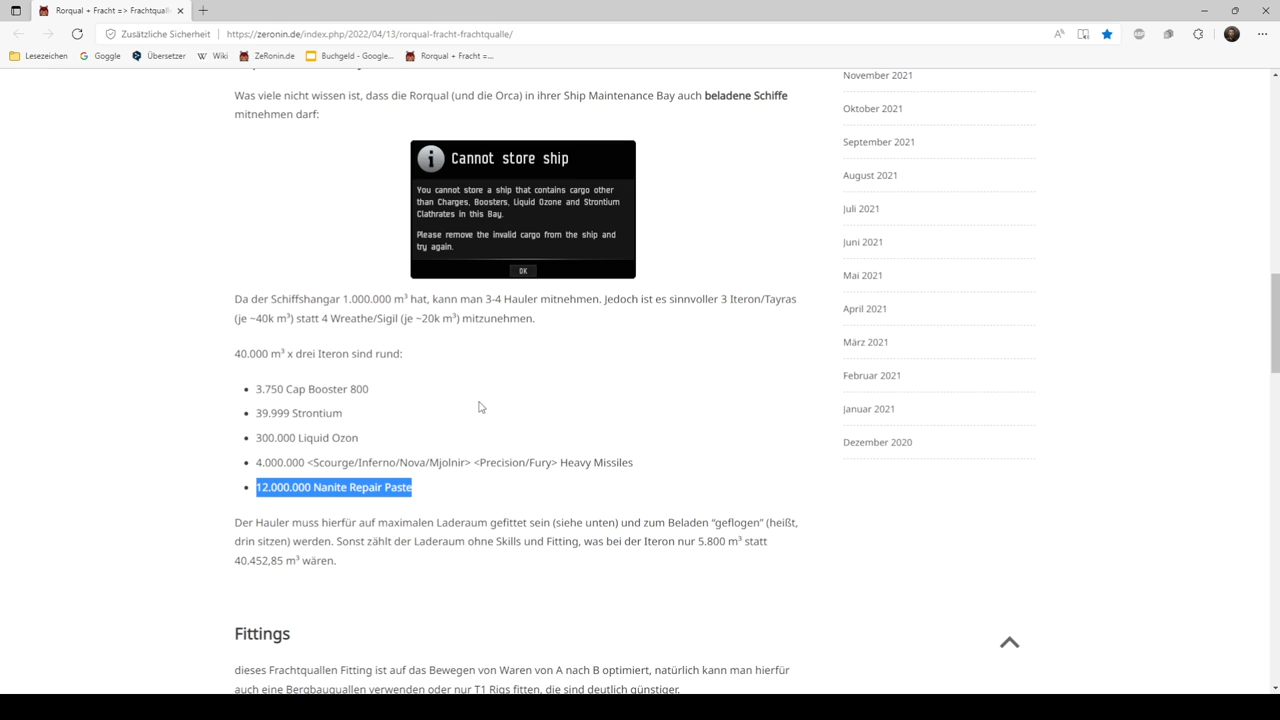 Rorqual + Fracht => Frachtqualle
Zusätzliche Sicherheit
https://zeronin.de/index.php/2022/04/13/rorqual-fracht-frachtqualle/
Lesezeichen
Goggle
Übersetzer
Wiki
ZeRonin.de
Buchgeld - Google...
Rorqual + Fracht =...
Was viele nicht wissen ist, dass die Rorqual (und die Orca) in ihrer Ship Maintenance Bay auch beladene Schiffe
mitnehmen darf:
Cannot store ship
You cannot store a ship that contains cargo other
than Charges, Boosters, Liquid Ozone and Strontium
Clathrates in this Bay.
Please remove the invalid cargo from the ship and
try again.
OK
Da der Schiffshangar 1.000.000 m³ hat, kann man 3-4 Hauler mitnehmen. Jedoch ist es sinnvoller 3 Iteron/Tayras
(je ~40k m³) statt 4 Wreathe/Sigil (je ~20k m³) mitzunehmen.
40.000 m³ x drei Iteron sind rund:
3.750 Cap Booster 800
39.999 Strontium
300.000 Liquid Ozon
4.000.000 <Scourge/Inferno/Nova/Mjolnir> <Precision/Fury> Heavy Missiles
12.000.000 Nanite Repair Paste
Der Hauler muss hierfür auf maximalen Laderaum gefittet sein (siehe unten) und zum Beladen “geflogen” (heißt,
drin sitzen) werden. Sonst zählt der Laderaum ohne Skills und Fitting, was bei der Iteron nur 5.800 m³ statt
40.452,85 m³ wären.
Fittings
dieses Frachtquallen Fitting ist auf das Bewegen von Waren von A nach B optimiert, natürlich kann man hierfür
auch eine Bergbauquallen verwenden oder nur T1 Rigs fitten, die sind deutlich günstiger.
November 2021
Oktober 2021
September 2021
August 2021
Juli 2021
Juni 2021
Mai 2021
April 2021
März 2021
Februar 2021
Januar 2021
Dezember 2020